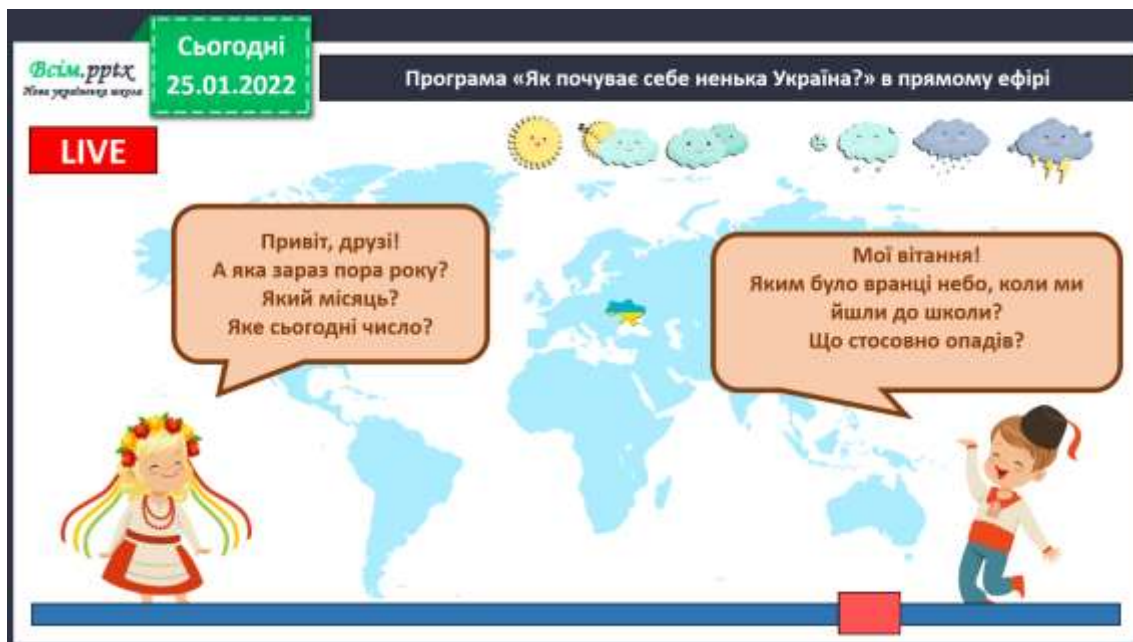 Сьогодні
25.01.2022
Всім.pptx
Нова українська школа
Програма «Як почуває себе ненька Україна?» в прямому ефірі
LIVE
Привіт, друзі!
А яка зараз пора року?
Який місяць?
Яке сьогодні число?
Мої вітання!
Яким було вранці небо, коли ми
йшли до школи?
Що стосовно опадів?